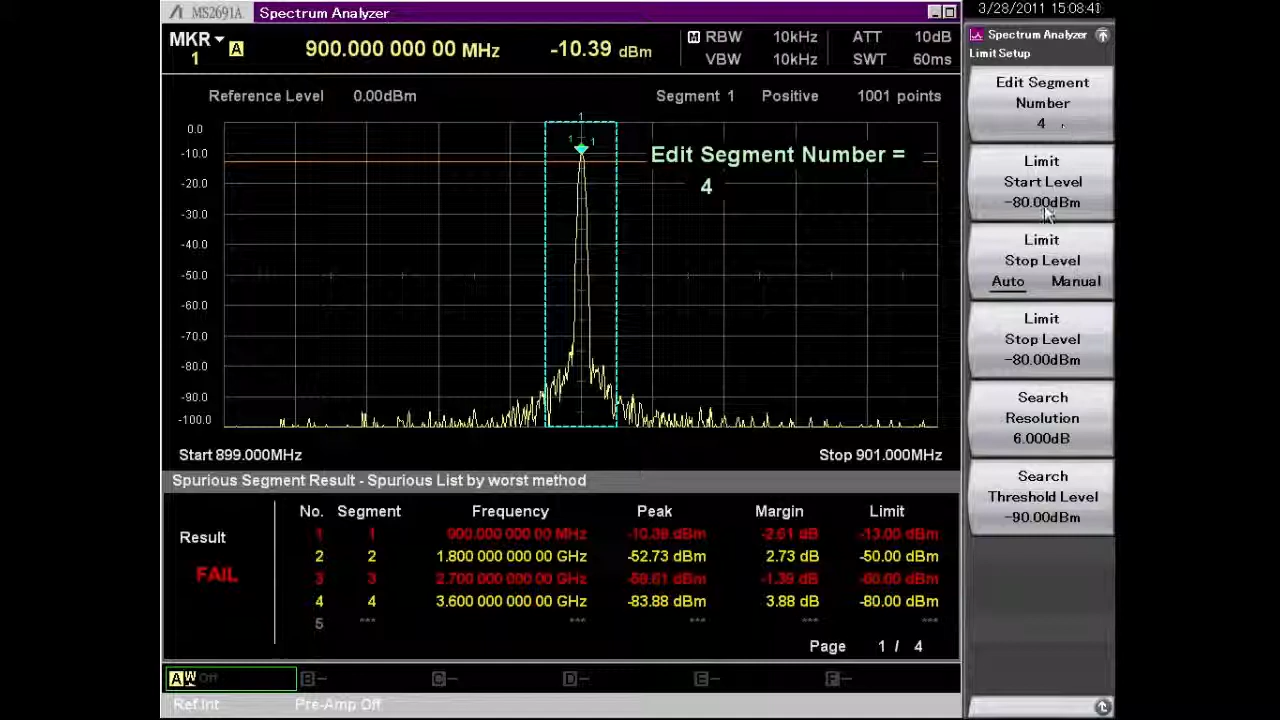 MS2691A Spectrum Analyzer
3/28/2011 15:08:41
MKR
1
A
900.000 000 00 MHz
-10.39 dBm
M RBW 10kHz
VBW 10kHz
ATT 10dB
SWT 60ms
Reference Level 0.00dBm
Segment 1 Positive 1001 points
1
1 1
Edit Segment Number =
4
0.0
-10.0
-20.0
-30.0
-40.0
-50.0
-60.0
-70.0
-80.0
-90.0
-100.0
Start 899.000MHz
Stop 901.000MHz
Spurious Segment Result - Spurious List by worst method
Result
FAIL
No. Segment Frequency Peak Margin Limit
1 1 900.000 000 00 MHz -10.39 dBm -2.61 dB -13.00 dBm
2 2 1.800 000 000 00 GHz -52.73 dBm 2.73 dB -50.00 dBm
3 3 2.700 000 000 00 GHz -58.61 dBm -1.39 dB -60.00 dBm
4 4 3.600 000 000 00 GHz -83.88 dBm 3.88 dB -80.00 dBm
5 *** *** *** *** ***
Page 1 / 4
A W Off
B-
C-
D-
E-
F-
Ref.Int Pre-Amp Off
Spectrum Analyzer
Limit Setup
Edit Segment
Number
4
Limit
Start Level
-80.00dBm
Limit
Stop Level
Auto Manual
Limit
Stop Level
-80.00dBm
Search
Resolution
6.000dB
Search
Threshold Level
-90.00dBm